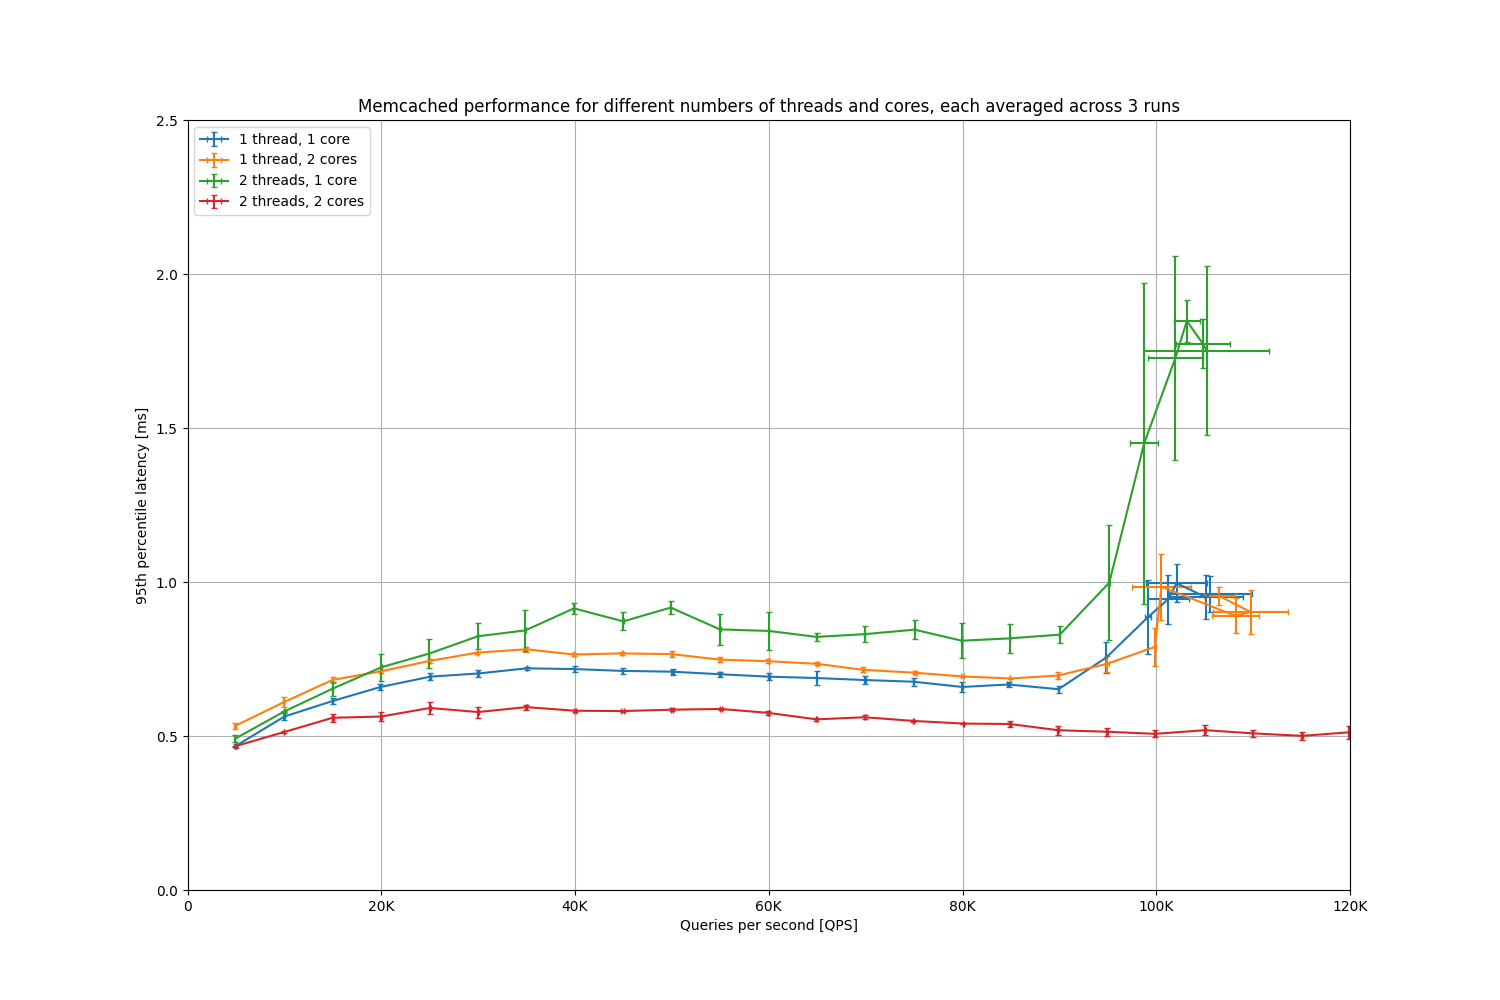 Memcached performance for different numbers of threads and cores, each averaged across 3 runs
2.5
2.0
1.5
1.0
0.5
0.0
95th percentile latency [ms]
1 thread, 1 core
1 thread, 2 cores
2 threads, 1 core
2 threads, 2 cores
0 20K 40K 60K 80K 100K 120K
Queries per second [QPS]